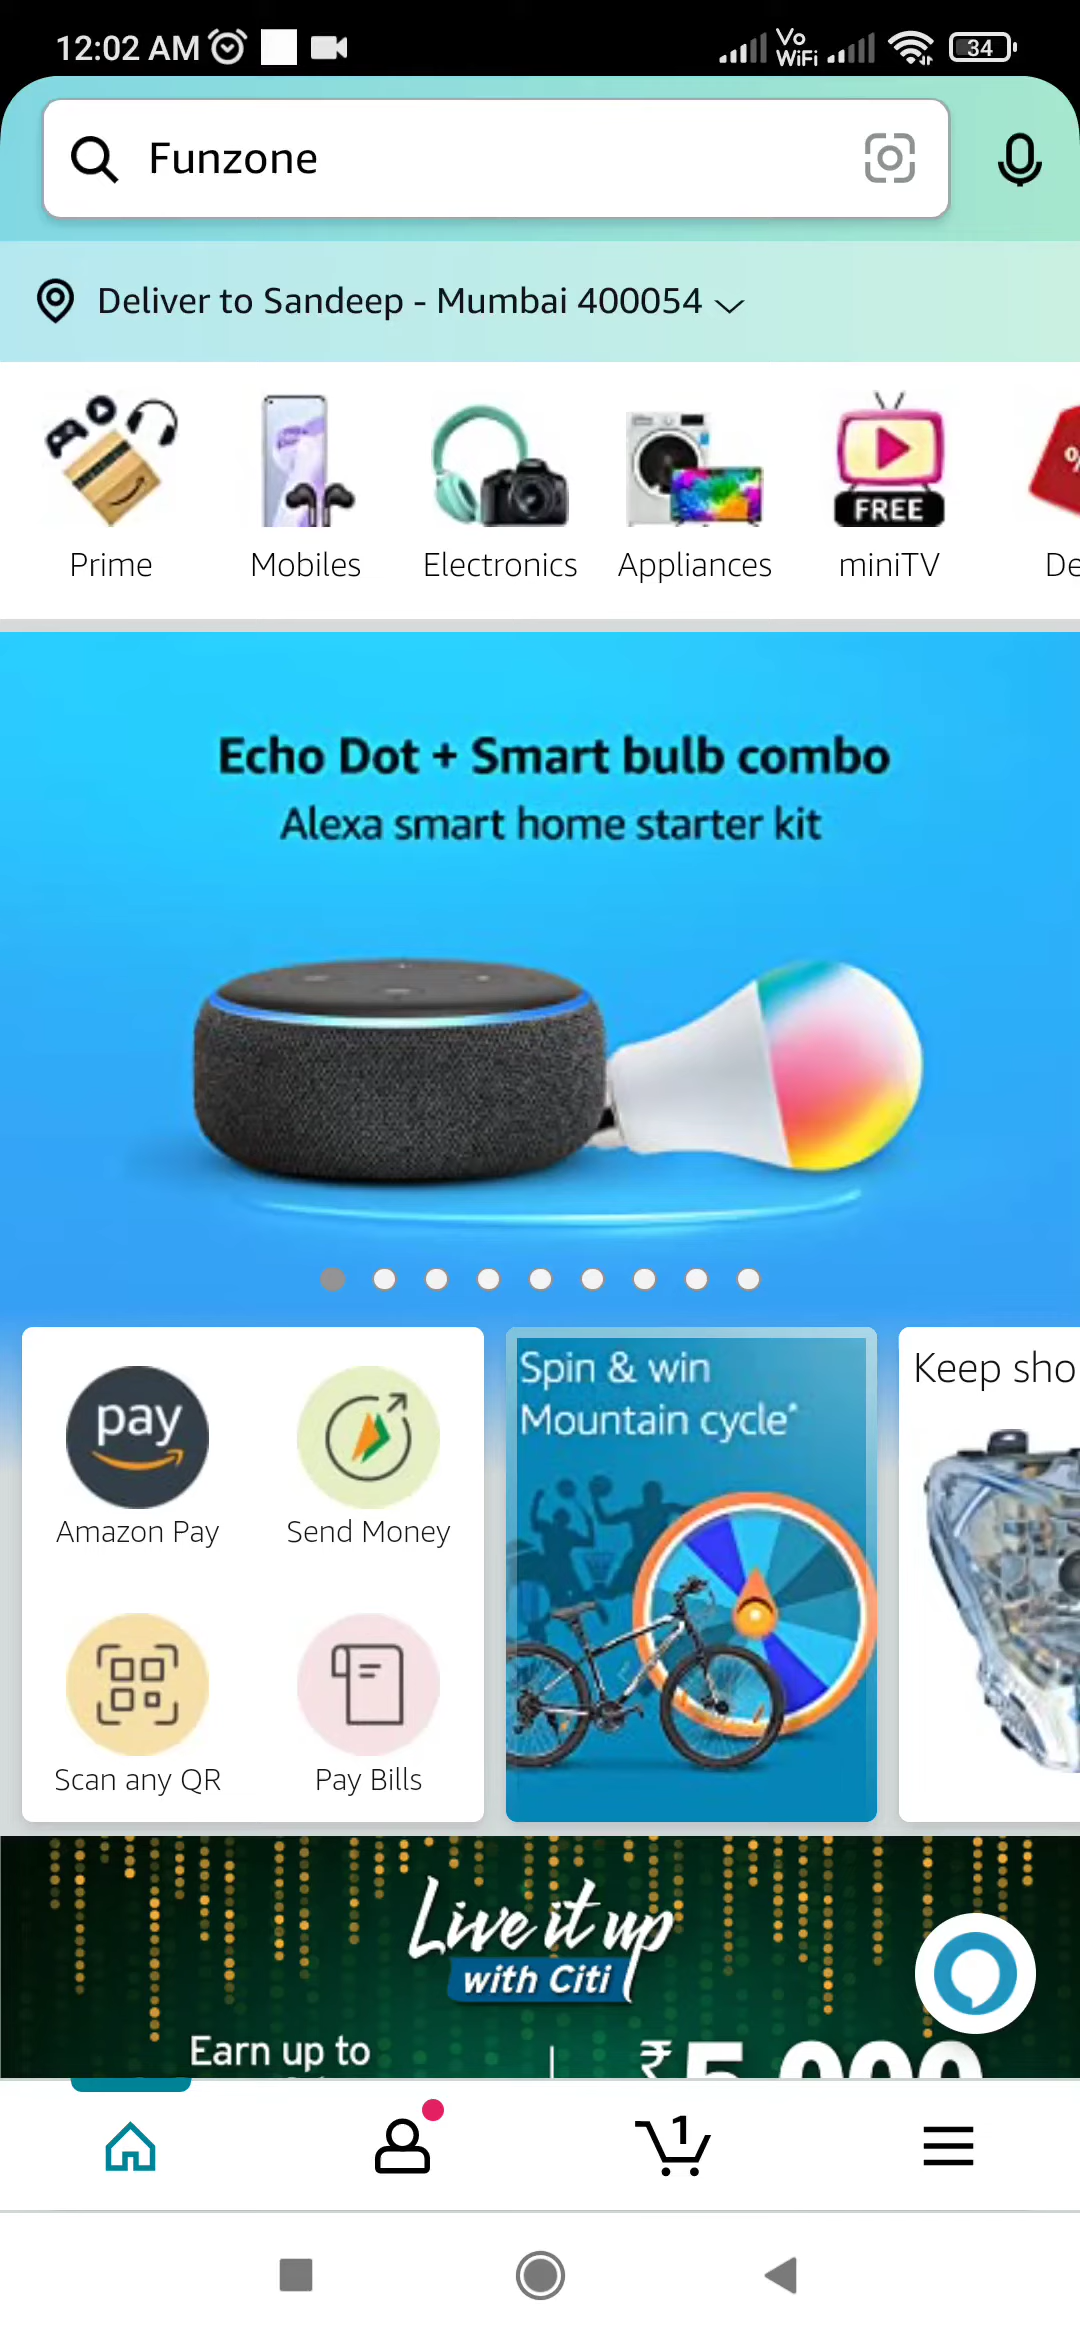 12:02 AM
Vo
WiFi
34
Funzone
Deliver to Sandeep - Mumbai 400054
%
FREE
Prime
Mobiles
Electronics
Appliances
miniTV
De
Echo Dot + Smart bulb combo
Alexa smart home starter kit
pay
Amazon Pay
Send Money
Scan any QR
Pay Bills
Spin & win
Mountain cycle*
Keep sho
Live it up
with Citi
Earn up to
₹5,000
1